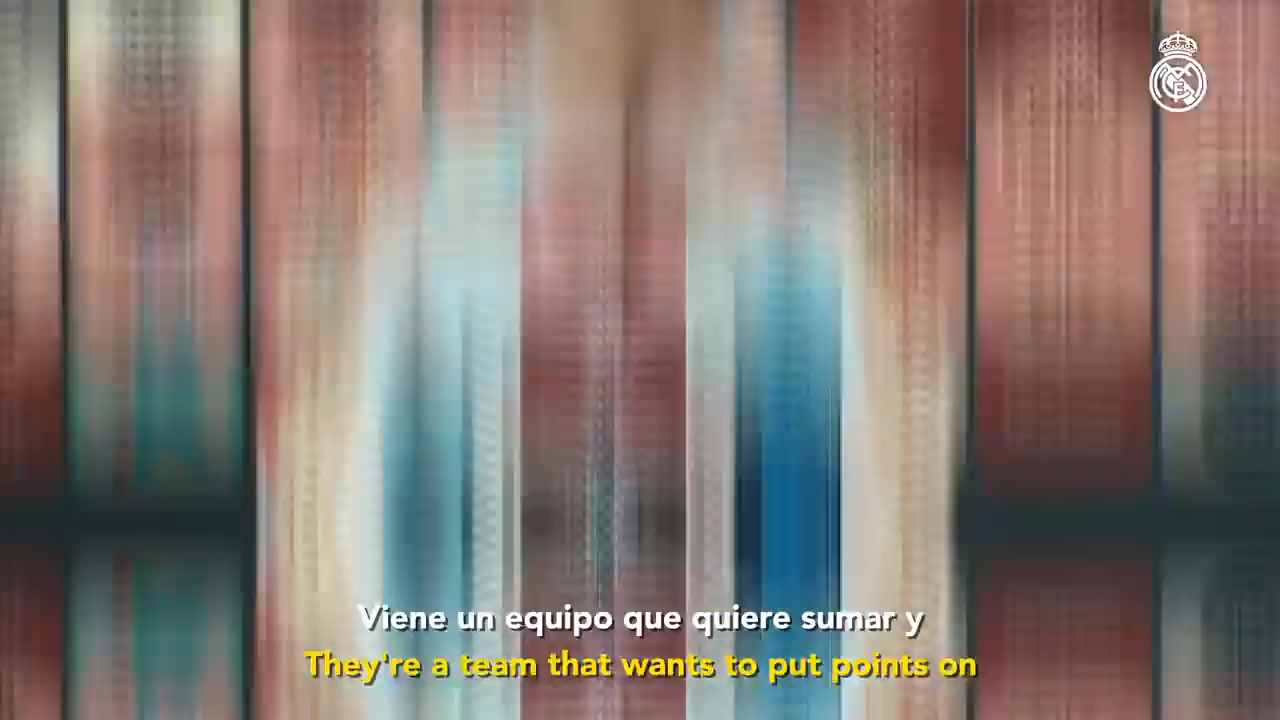 Viene un equipo que quiere sumar y
They're a team that wants to put points on